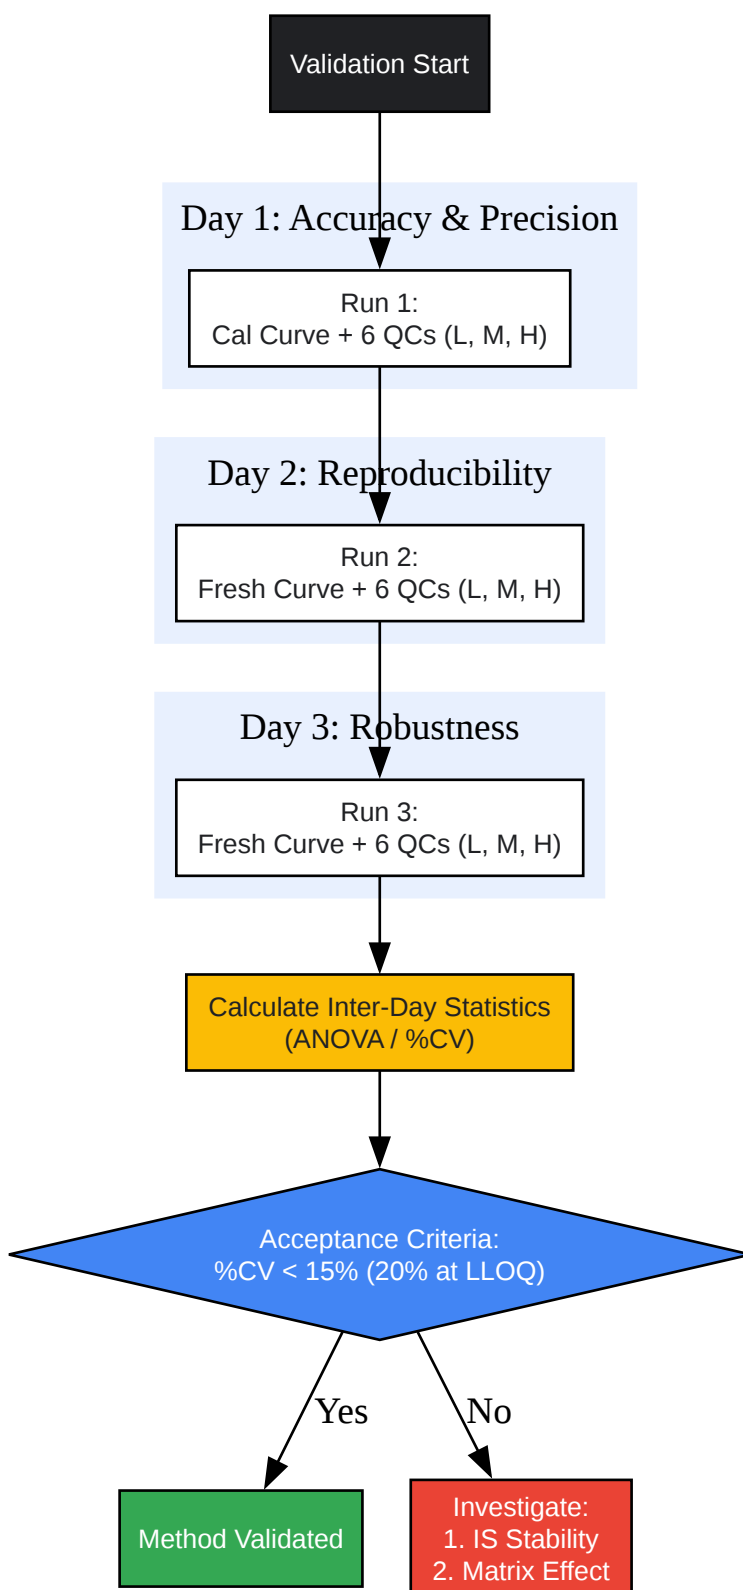 Validation Start
Day 1: Accuracy & Precision
Run 1:
Cal Curve + 6 QCs (L, M, H)
Day 2: Reproducibility
Run 2:
Fresh Curve + 6 QCs (L, M, H)
Day 3: Robustness
Run 3:
Fresh Curve + 6 QCs (L, M, H)
Calculate Inter-Day Statistics
(ANOVA / %CV)
Acceptance Criteria:
%CV < 15% (20% at LLOQ)
Yes
No
Method Validated
Investigate:
1. IS Stability
2. Matrix Effect